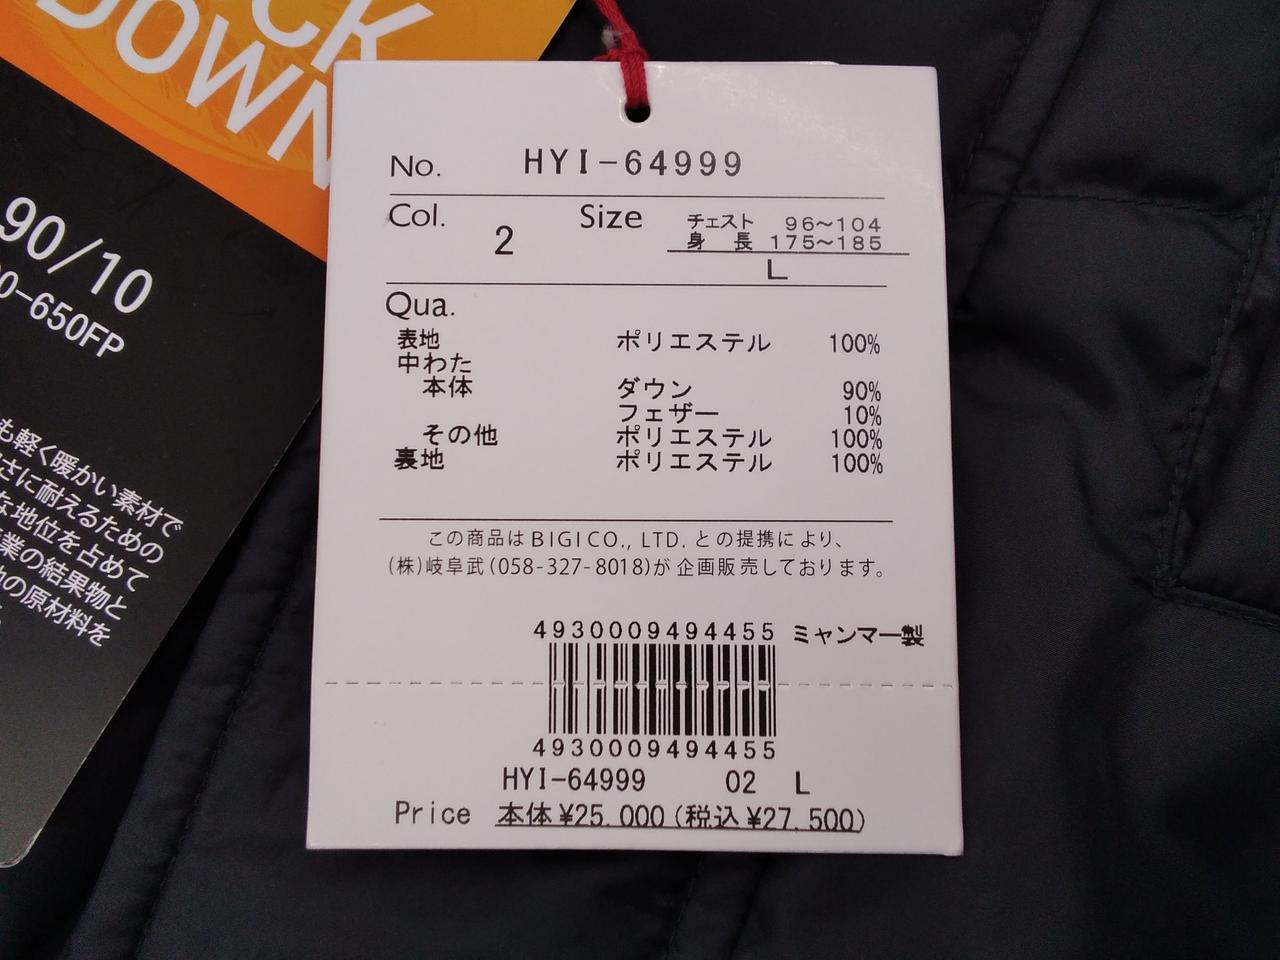 CK
DOWN
90/10
0-650FP
も軽く暖かい素材で
さに耐えるための
な地位を占めて
業の結果物と
の原材料を
No. HYI-64999
Col. 2 Size チェスト 96~104
身 長 175~185
L
Qua.
表地 ポリエステル 100%
中わた
本体 ダウン 90%
フェザー 10%
その他 ポリエステル 100%
裏地 ポリエステル 100%
この商品はBIGI CO., LTD. との提携により、
(株)岐阜武(058-327-8018)が企画販売しております。
4930009494455 ミャンマー製
4930009494455
HYI-64999 02 L
Price 本体¥25,000(税込¥27,500)